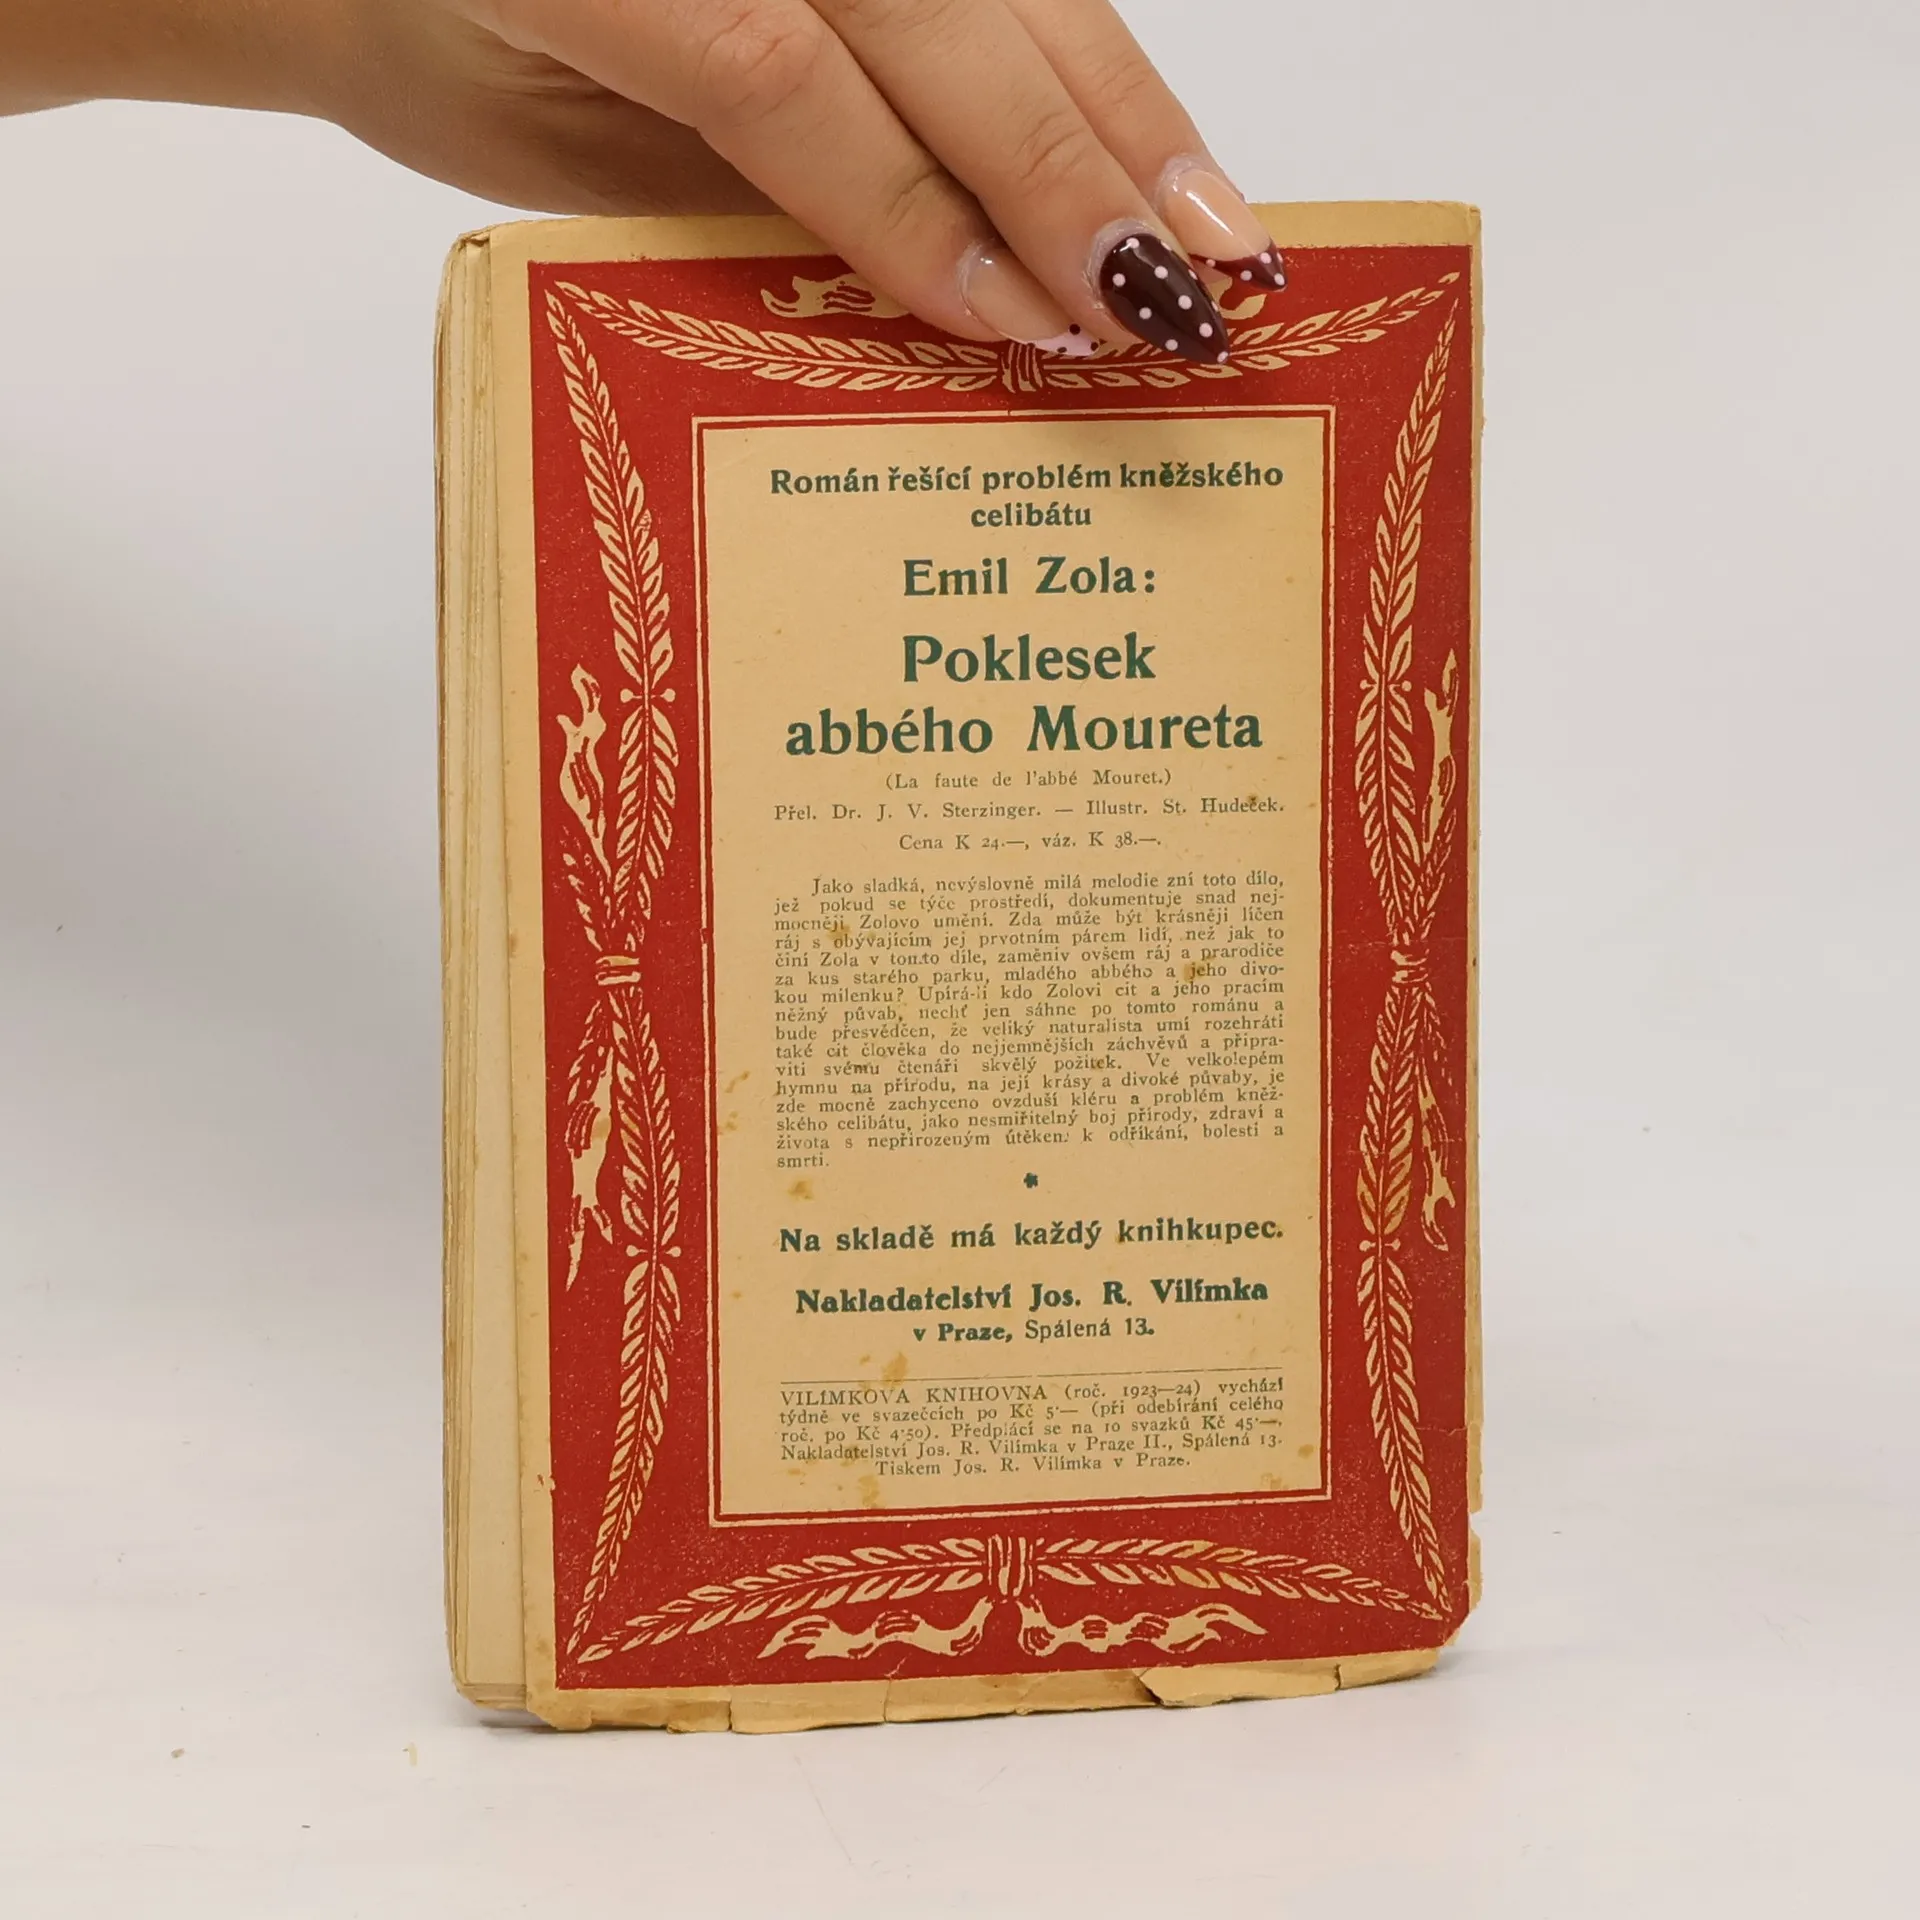 Román řešící problém kněžského
celibátu
Emil Zola:
Poklesek
abbého Moureta
(La faute de l'abbé Mouret.)
Přel. Dr. J. V. Sterzinger. — Illustr. St. Hudeček.
Cena K 24.—, váz. K 38.—.
Jako sladká, nevýslovně milá melodie zní toto dílo,
jež pokud se týče prostředí, dokumentuje snad nej-
mocněji Zolovo umění. Zda může být krásněji líčen
ráj s obývajícím jej prvotním párem lidí, než jak to
činí Zola v tomto díle, zaměniv ovšem ráj a prarodiče
za kus starého parku, mladého abbého a jeho divo-
kou milenku? Upírá-li kdo Zolovi cit a jeho pracím
něžný půvab, nechť jen sáhne po tomto románu a
bude přesvědčen, že veliký naturalista umí rozehráti
také cit člověka do nejjemnějších záchvěvů a připra-
viti svému čtenáři skvělý požitek. Ve velkolepém
hymnu na přírodu, na její krásy a divoké půvaby, je
zde mocně zachyceno ovzduší kléru a problém kněž-
ského celibátu, jako nesmiřitelný boj přírody, zdraví a
života s nepřirozeným útěkem k odříkání, bolesti a
smrti.
*
Na skladě má každý knihkupec.
Nakladatelství Jos. R. Vilímka
v Praze, Spálená 13.
VILÍMKOVA KNIHOVNA (roč. 1923—24) vychází
týdně ve svazečcích po Kč 5·— (při odebírání celého
roč. po Kč 4·50). Předplácí se na 10 svazků Kč 45·—,
Nakladatelství Jos. R. Vilímka v Praze II., Spálená 13.
Tiskem Jos. R. Vilímka v Praze.